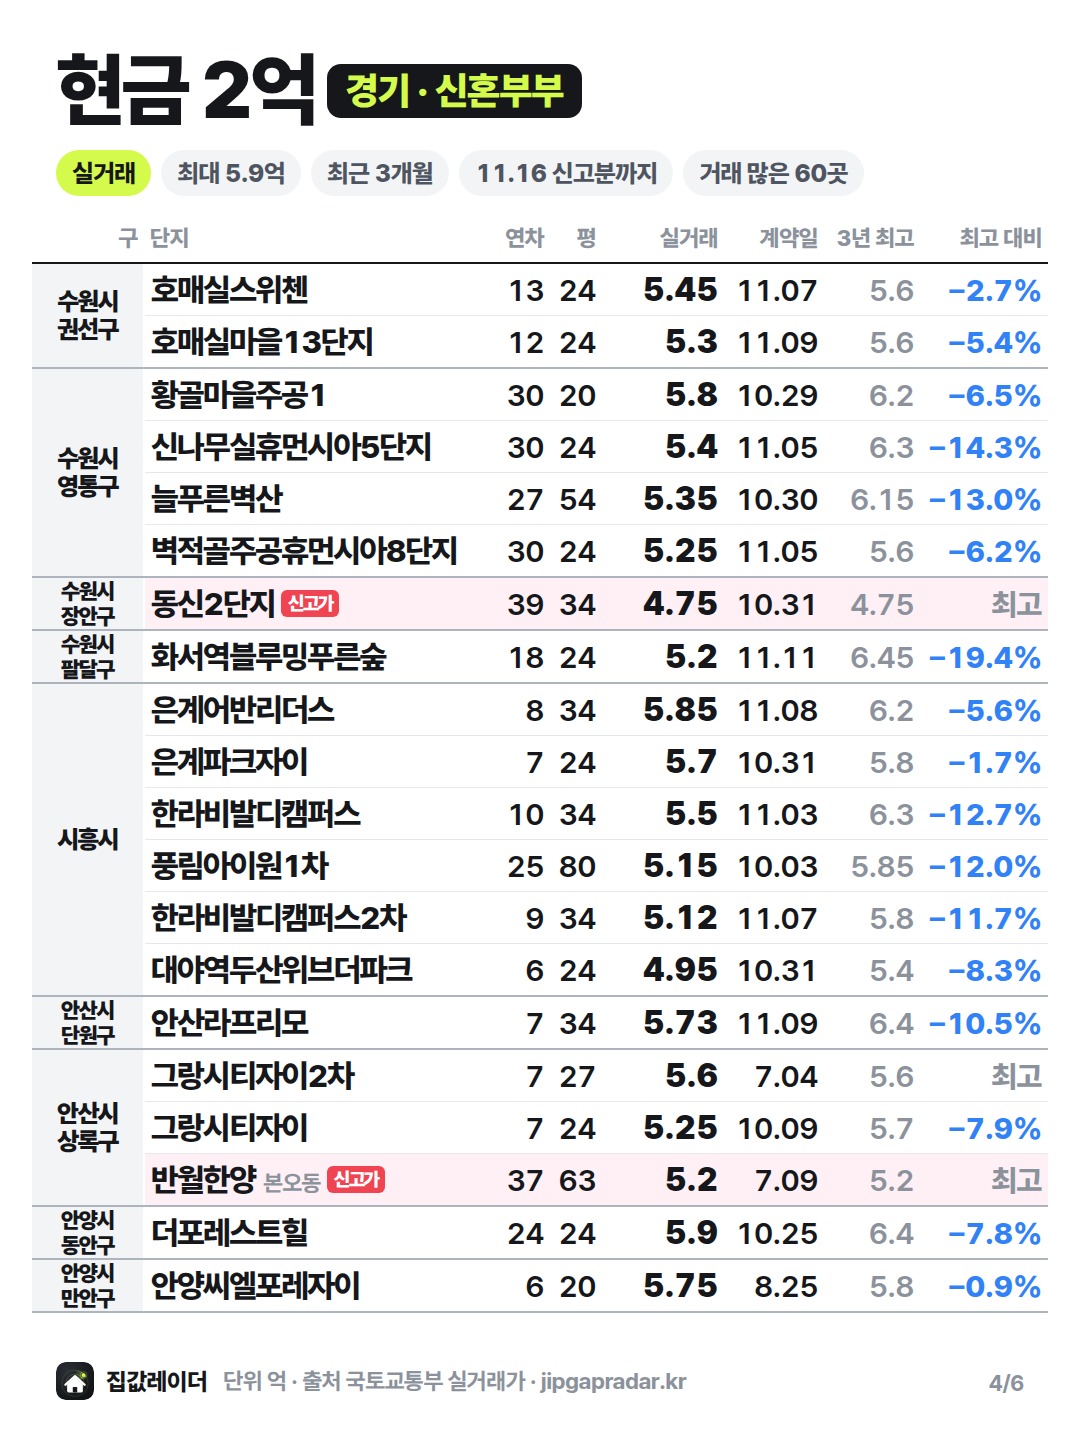 현금 2억 경기 · 신혼부부
실거래 최대 5.9억 최근 3개월 11.16 신고분까지 거래 많은 60곳
구 단지 연차 평 실거래 계약일 3년 최고 최고 대비
수원시 권선구 호매실스위첸 13 24 5.45 11.07 5.6 −2.7%
호매실마을13단지 12 24 5.3 11.09 5.6 −5.4%
수원시 영통구 황골마을주공1 30 20 5.8 10.29 6.2 −6.5%
신나무실휴먼시아5단지 30 24 5.4 11.05 6.3 −14.3%
늘푸른벽산 27 54 5.35 10.30 6.15 −13.0%
벽적골주공휴먼시아8단지 30 24 5.25 11.05 5.6 −6.2%
수원시 장안구 동신2단지 신고가 39 34 4.75 10.31 4.75 최고
수원시 팔달구 화서역블루밍푸른숲 18 24 5.2 11.11 6.45 −19.4%
시흥시 은계어반리더스 8 34 5.85 11.08 6.2 −5.6%
은계파크자이 7 24 5.7 10.31 5.8 −1.7%
한라비발디캠퍼스 10 34 5.5 11.03 6.3 −12.7%
풍림아이원1차 25 80 5.15 10.03 5.85 −12.0%
한라비발디캠퍼스2차 9 34 5.12 11.07 5.8 −11.7%
대야역두산위브더파크 6 24 4.95 10.31 5.4 −8.3%
안산시 단원구 안산라프리모 7 34 5.73 11.09 6.4 −10.5%
안산시 상록구 그랑시티자이2차 7 27 5.6 7.04 5.6 최고
그랑시티자이 7 24 5.25 10.09 5.7 −7.9%
반월한양 본오동 신고가 37 63 5.2 7.09 5.2 최고
안양시 동안구 더포레스트힐 24 24 5.9 10.25 6.4 −7.8%
안양시 만안구 안양씨엘포레자이 6 20 5.75 8.25 5.8 −0.9%
집값레이더 단위 억 · 출처 국토교통부 실거래가 · jipgapradar.kr 4/6